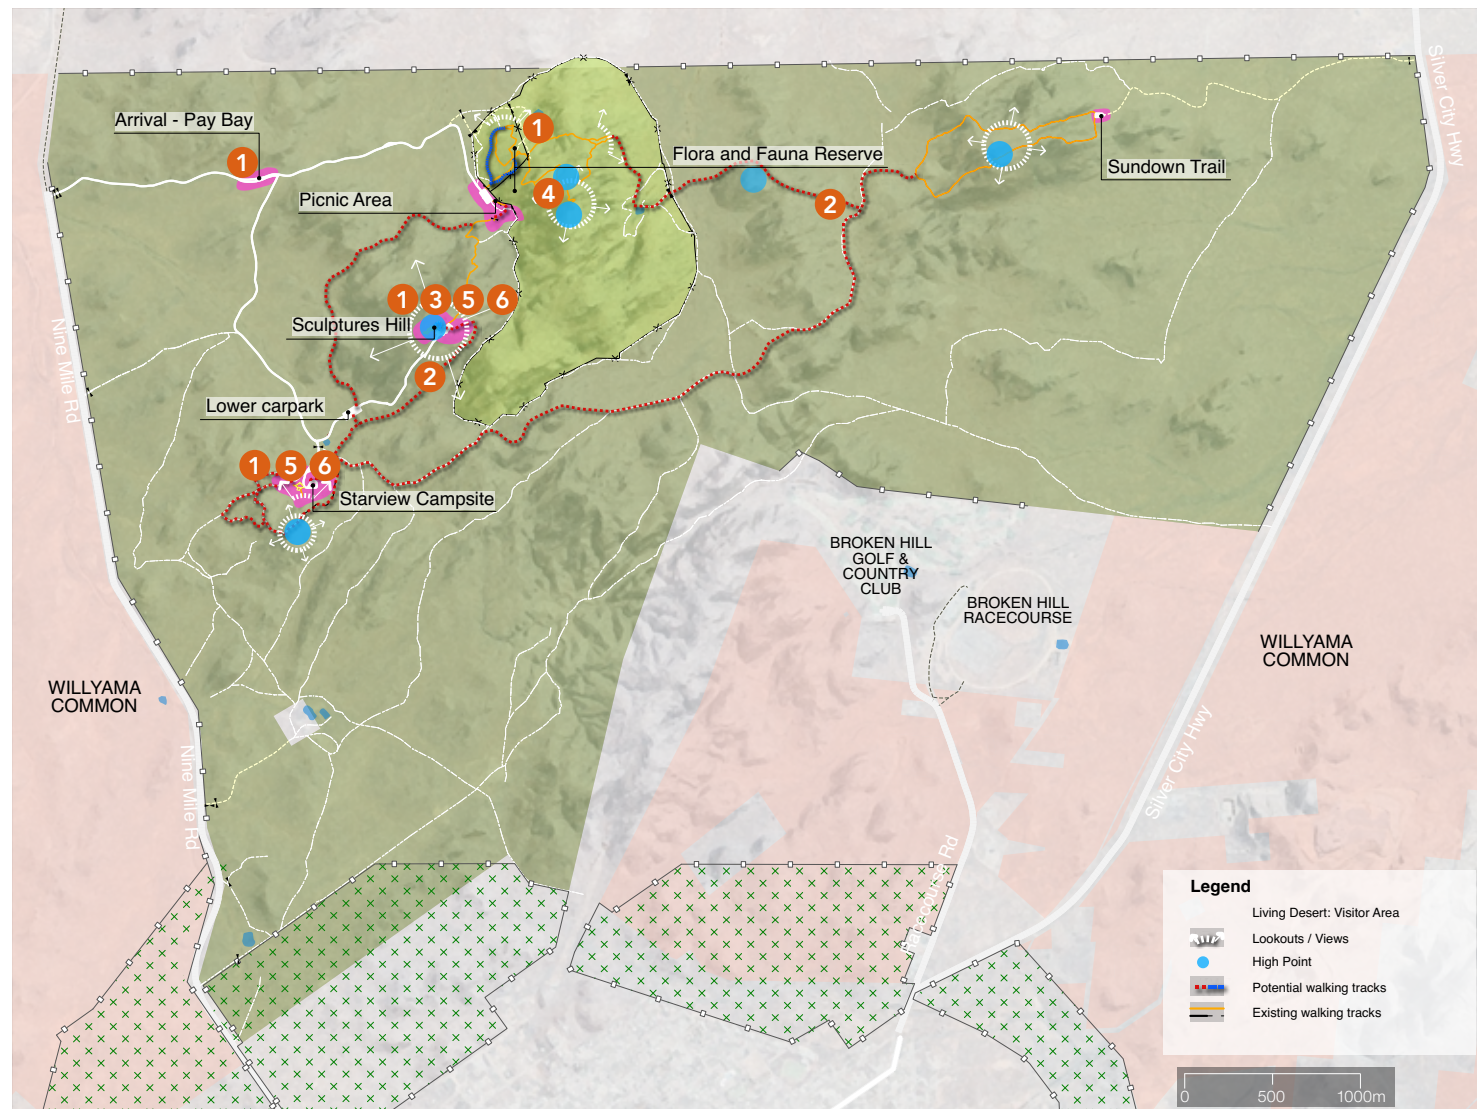 Silver City Hwy
Arrival - Pay Bay
1
1
Flora and Fauna Reserve
Sundown Trail
Picnic Area
4
2
1
3
5
6
Sculptures Hill
Nine Mile Rd
2
Lower carpark
1
5
6
Starview Campsite
BROKEN HILL
GOLF &
COUNTRY
CLUB
BROKEN HILL
RACECOURSE
WILLYAMA
COMMON
WILLYAMA
COMMON
Nine Mile Rd
Silver City Hwy
Racecourse Rd
Legend
Living Desert: Visitor Area
Lookouts / Views
High Point
Potential walking tracks
Existing walking tracks
0
500
1000m